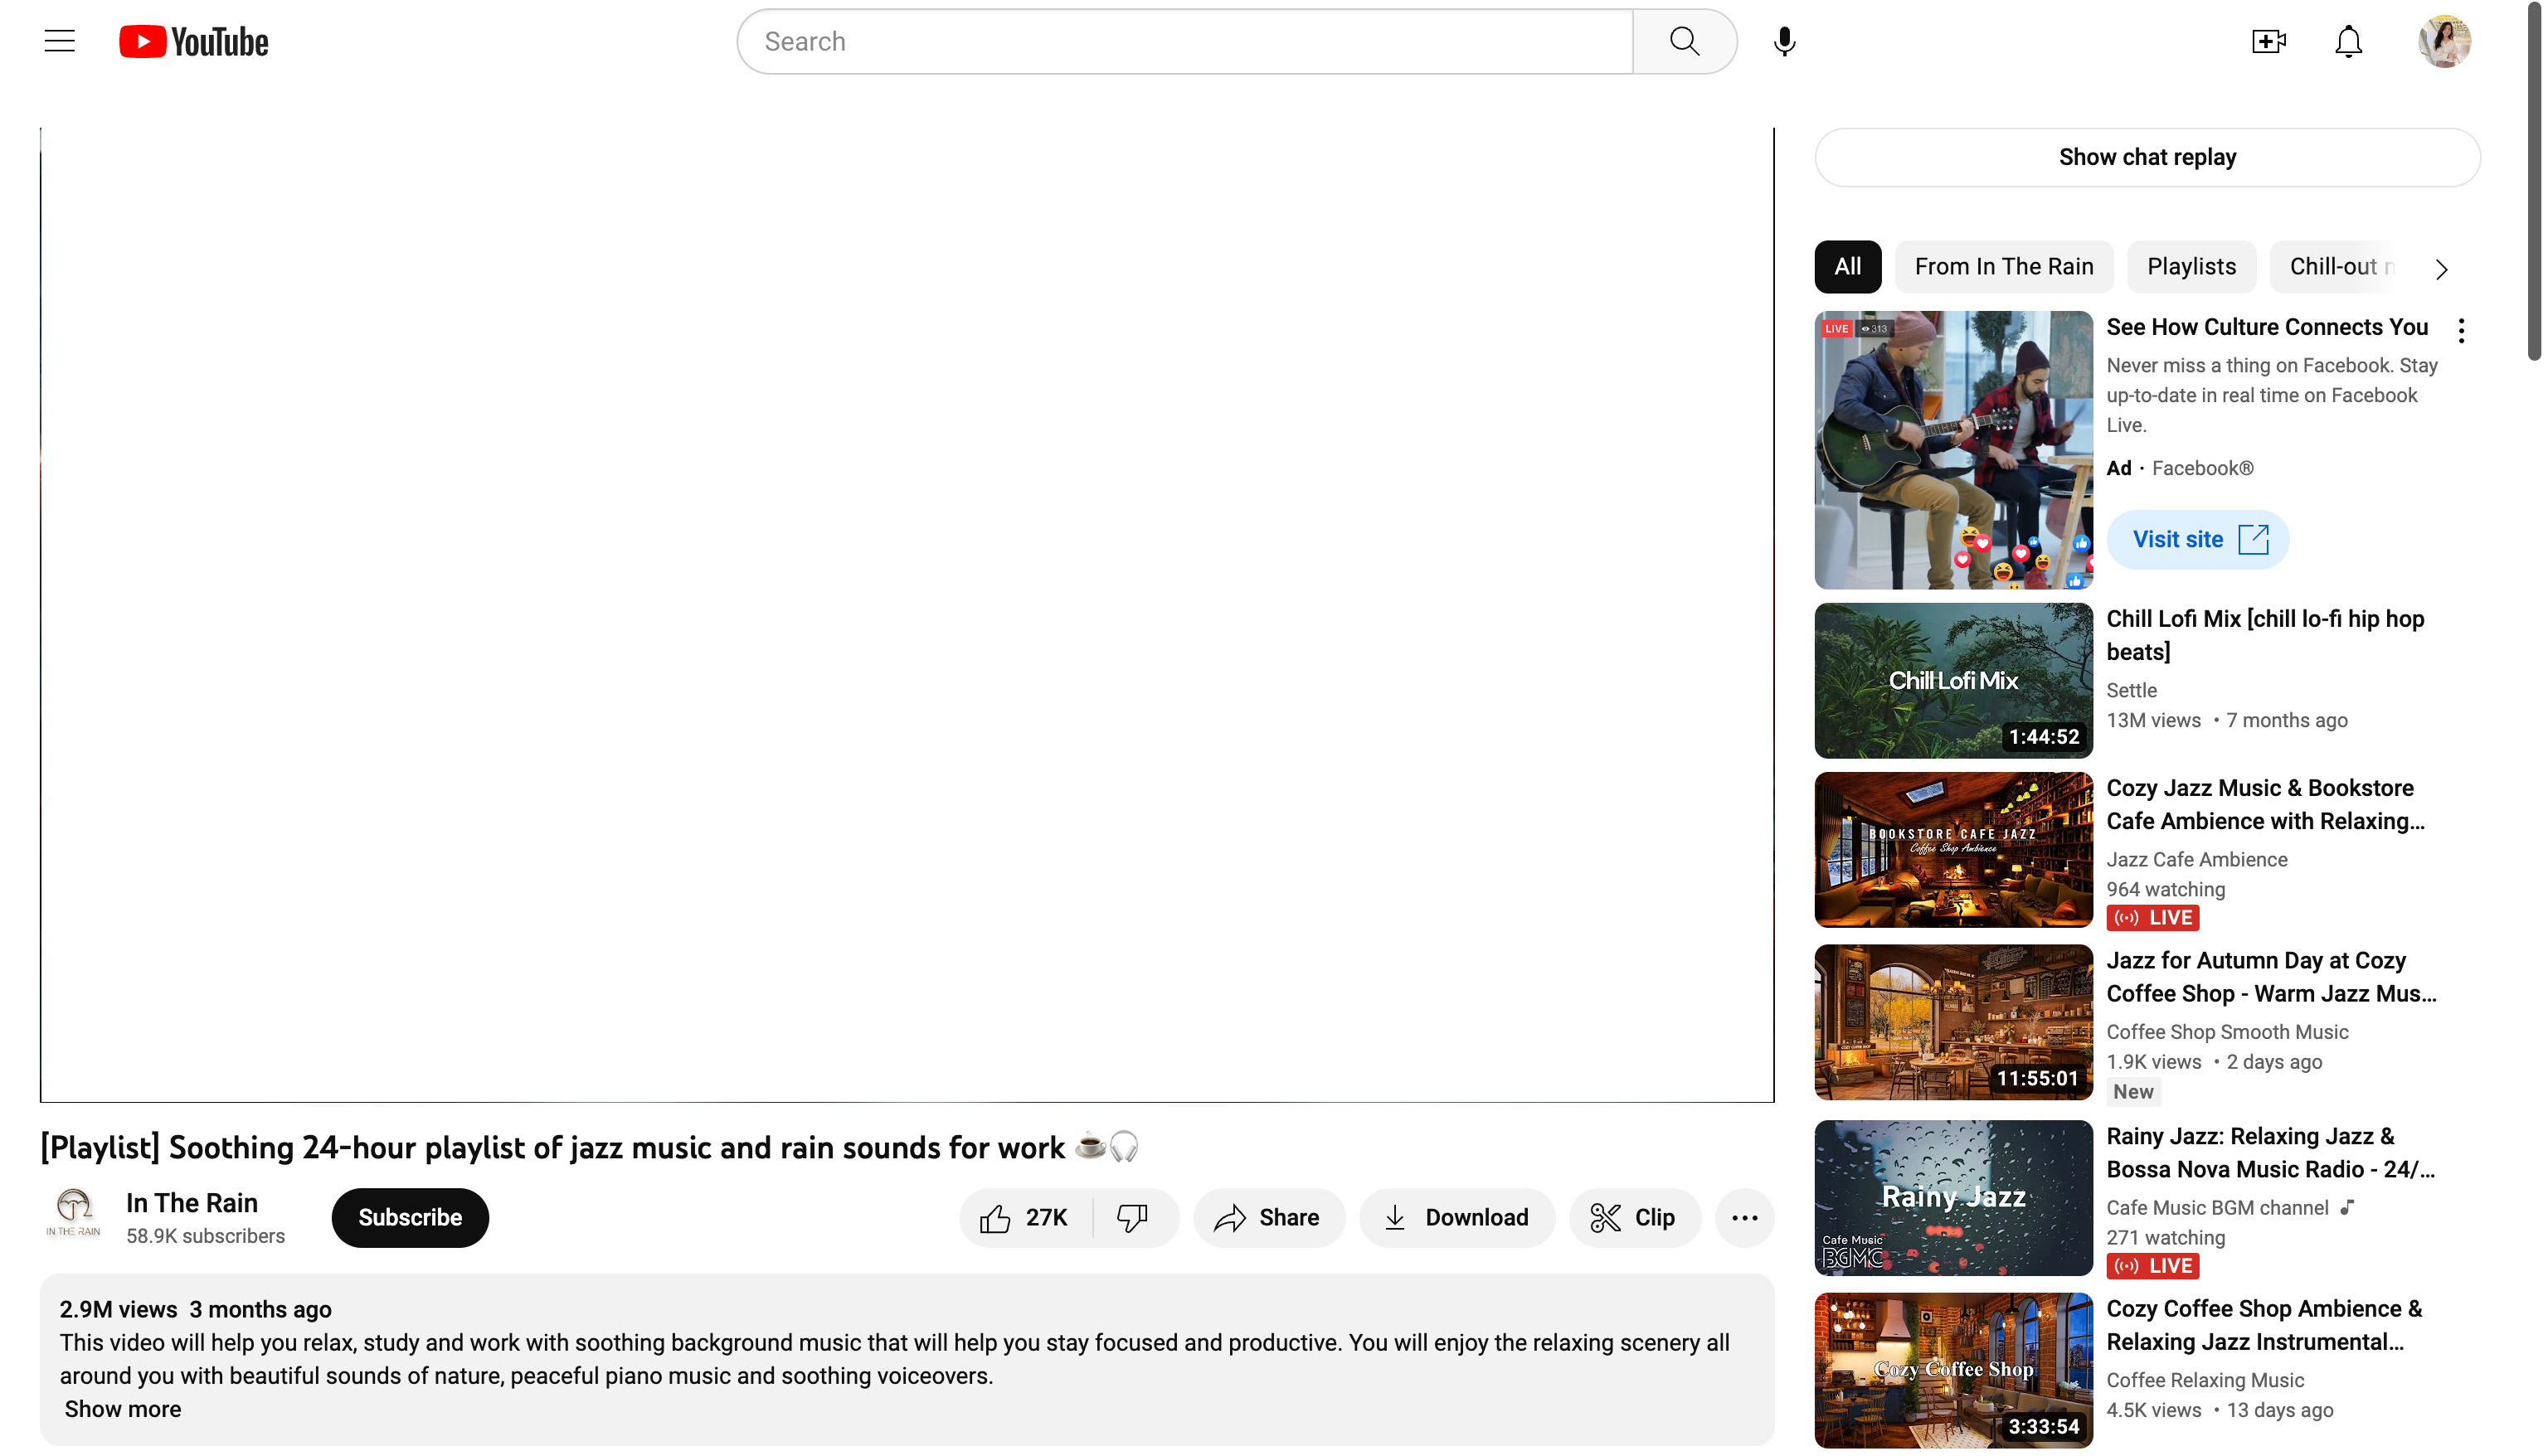 YouTube
Search
Show chat replay
All
From In The Rain
Playlists
Chill-out
LIVE 313
See How Culture Connects You
Never miss a thing on Facebook. Stay
up-to-date in real time on Facebook
Live.
Ad · Facebook®
Visit site
Chill Lofi Mix
1:44:52
Chill Lofi Mix [chill lo-fi hip hop
beats]
Settle
13M views • 7 months ago
BOOKSTORE CAFE JAZZ
Coffee Shop Ambience
Cozy Jazz Music & Bookstore
Cafe Ambience with Relaxing...
Jazz Cafe Ambience
964 watching
LIVE
11:55:01
Jazz for Autumn Day at Cozy
Coffee Shop - Warm Jazz Mus...
Coffee Shop Smooth Music
1.9K views • 2 days ago
New
Rainy Jazz
Cafe Music
BGMC
Rainy Jazz: Relaxing Jazz &
Bossa Nova Music Radio - 24/...
Cafe Music BGM channel
271 watching
LIVE
Cozy Coffee Shop
3:33:54
Cozy Coffee Shop Ambience &
Relaxing Jazz Instrumental...
Coffee Relaxing Music
4.5K views • 13 days ago
[Playlist] Soothing 24-hour playlist of jazz music and rain sounds for work ☕🎧
IN THE RAIN
In The Rain
58.9K subscribers
Subscribe
27K
Share
Download
Clip
2.9M views 3 months ago
This video will help you relax, study and work with soothing background music that will help you stay focused and productive. You will enjoy the relaxing scenery all
around you with beautiful sounds of nature, peaceful piano music and soothing voiceovers.
Show more